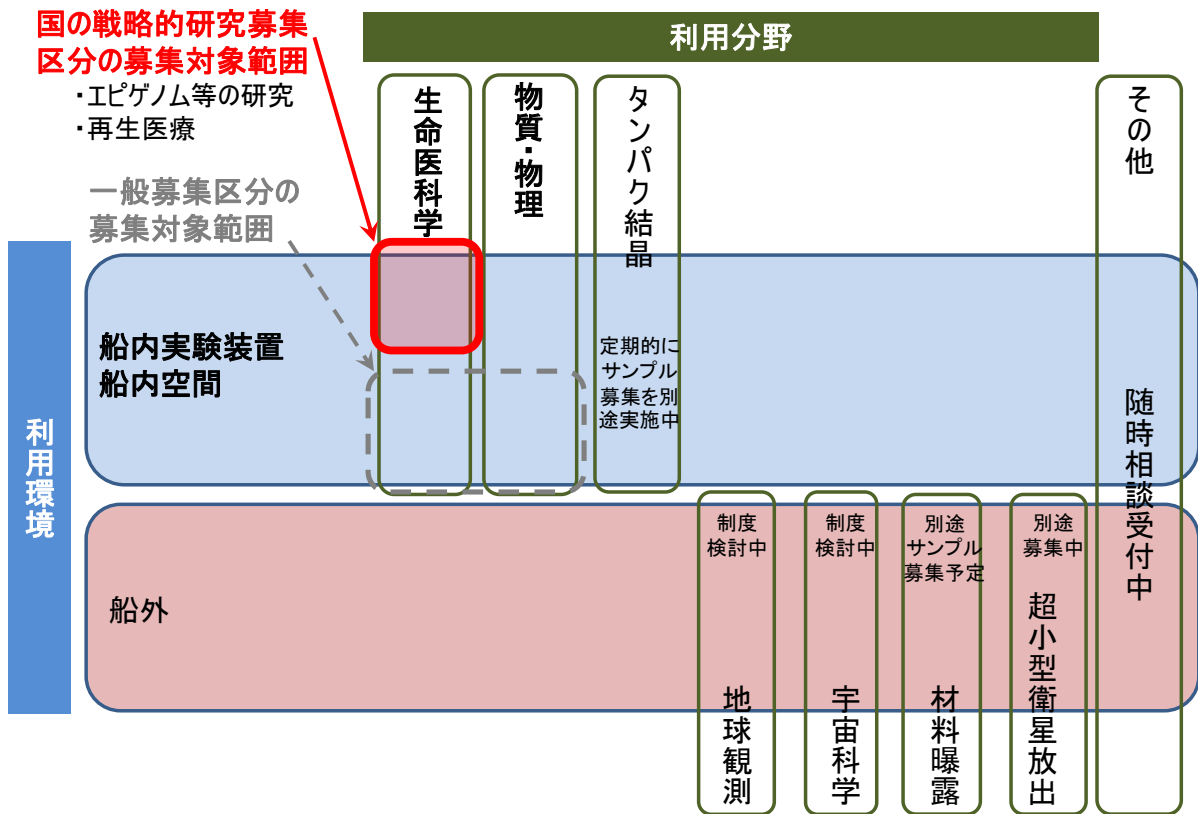 国の戦略的研究募集
区分の募集対象範囲
・エピゲノム等の研究
・再生医療
一般募集区分の
募集対象範囲
利用分野
生命医科学
物質・物理
タンパク結晶
その他
利用環境
船内実験装置
船内空間
定期的に
サンプル
募集を別
途実施中
随時相談受付中
船外
制度
検討中
地球観測
制度
検討中
宇宙科学
別途
サンプル
募集予定
材料曝露
別途
募集中
超小型衛星放出